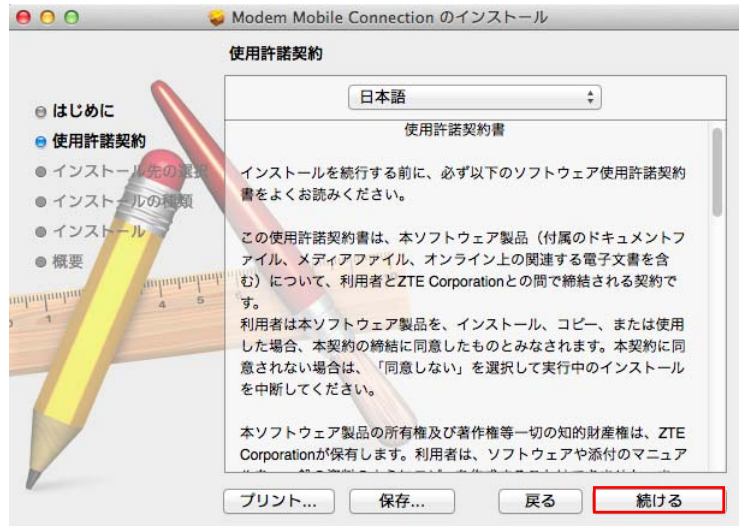 Modem Mobile Connection のインストール
使用許諾契約
はじめに
使用許諾契約
インストール先の選択
インストールの種類
インストール
概要
日本語
使用許諾契約書
インストールを続行する前に、必ず以下のソフトウェア使用許諾契約
書をよくお読みください。
この使用許諾契約書は、本ソフトウェア製品（付属のドキュメントフ
ァイル、メディアファイル、オンライン上の関連する電子文書を含
む）について、利用者とZTE Corporationとの間で締結される契約で
す。
利用者は本ソフトウェア製品を、インストール、コピー、または使用
した場合、本契約の締結に同意したものとみなされます。本契約に同
意されない場合は、「同意しない」を選択して実行中のインストール
を中断してください。
本ソフトウェア製品の所有権及び著作権等一切の知的財産権は、ZTE
Corporationが保有します。利用者は、ソフトウェアや添付のマニュア
プリント...
保存...
戻る
続ける
1
4
5